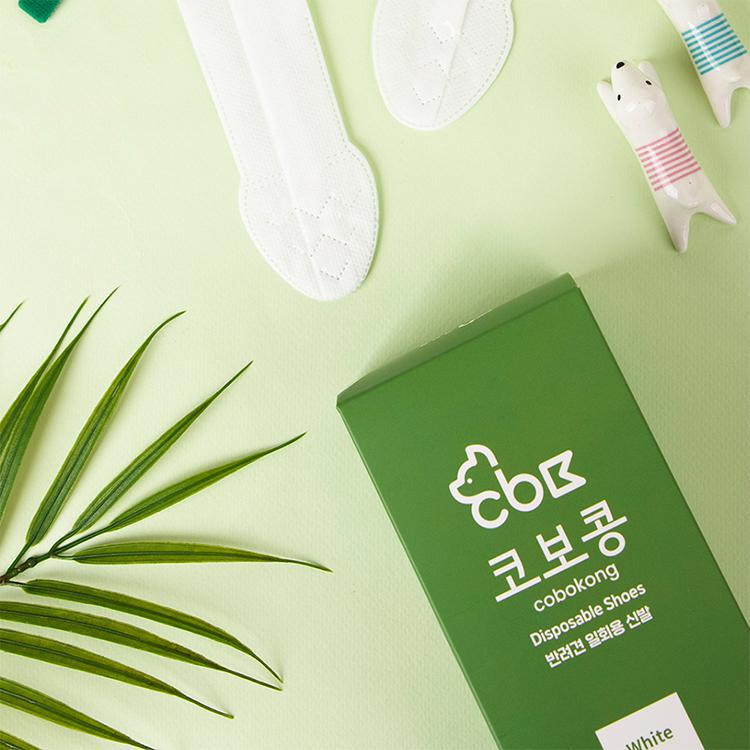 cbk
코보콩
cobokong
Disposable Shoes
반려견 일회용 신발
White